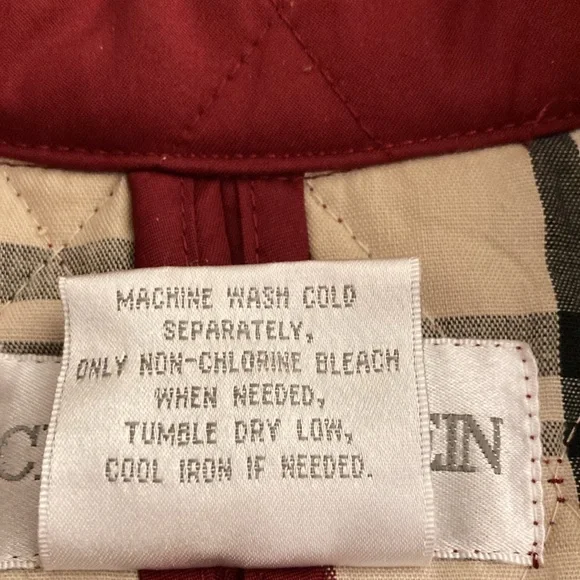 MACHINE WASH COLD
SEPARATELY,
ONLY NON-CHLORINE BLEACH
WHEN NEEDED,
TUMBLE DRY LOW,
COOL IRON IF NEEDED.